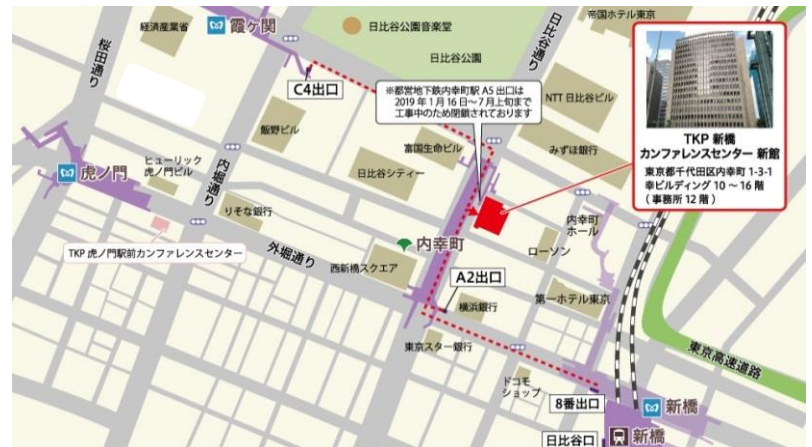 経済産業省
霞ヶ関
日比谷公園音楽堂
日比谷公園
日比谷通り
帝国ホテル東京
桜田通り
C4出口
※都営地下鉄内幸町駅 A5 出口は
2019 年 1 月 16 日～7 月上旬まで
工事中のため閉鎖されております
NTT 日比谷ビル
TKP 新橋
カンファレンスセンター 新館
東京都千代田区内幸町 1-3-1
幸ビルディング 10 ～ 16 階
( 事務所 12 階 )
飯野ビル
富国生命ビル
みずほ銀行
虎ノ門
ヒューリック
虎ノ門ビル
内堀通り
日比谷シティー
りそな銀行
内幸町
内幸町
ホール
ローソン
TKP 虎ノ門駅前カンファレンスセンター
外堀通り
西新橋スクエア
A2出口
横浜銀行
第一ホテル東京
東京スター銀行
東京高速道路
ドコモ
ショップ
8番出口
新橋
日比谷口
新橋